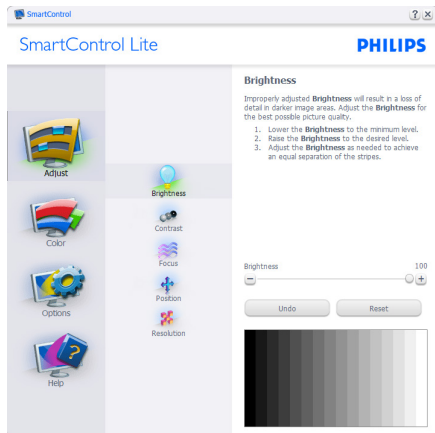 SmartControl
SmartControl Lite
PHILIPS
Adjust
Color
Options
Help
Brightness
Contrast
Focus
Position
Resolution
Brightness
Improperly adjusted Brightness will result in a loss of
detail in darker image areas. Adjust the Brightness for
the best possible picture quality.
1. Lower the Brightness to the minimum level.
2. Raise the Brightness to the desired level.
3. Adjust the Brightness as needed to achieve
an equal separation of the stripes.
Brightness 100
Undo Reset